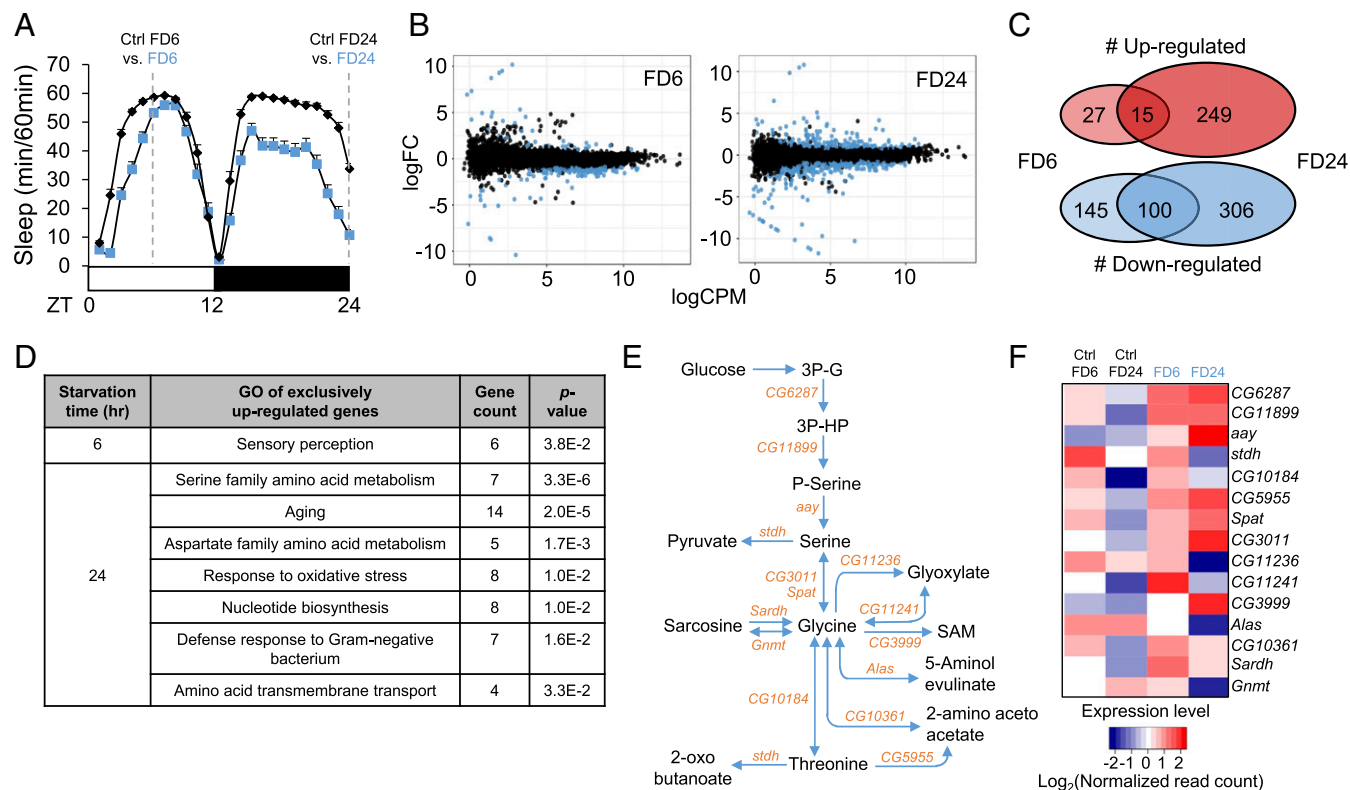 A
Ctrl FD6
vs. FD6
Ctrl FD24
vs. FD24
Sleep (min/60min)
70
60
50
40
30
20
10
0
ZT
0
12
24
B
FD6
FD24
logFC
10
5
0
-5
-10
10
5
0
-5
-10
0
5
10
0
5
10
logCPM
C
# Up-regulated
27
15
249
FD6
FD24
145
100
306
# Down-regulated
D
Starvation time (hr) GO of exclusively up-regulated genes Gene count p-value
6 Sensory perception 6 3.8E-2
24 Serine family amino acid metabolism 7 3.3E-6
Aging 14 2.0E-5
Aspartate family amino acid metabolism 5 1.7E-3
Response to oxidative stress 8 1.0E-2
Nucleotide biosynthesis 8 1.0E-2
Defense response to Gram-negative bacterium 7 1.6E-2
Amino acid transmembrane transport 4 3.3E-2
E
Glucose
3P-G
CG6287
3P-HP
CG11899
P-Serine
aay
Pyruvate
stdh
Serine
CG3011
Spat
CG11236
Glyoxylate
CG11241
Sarcosine
Sardh
Gnmt
Glycine
CG3999
SAM
Alas
5-Aminol
evulinate
CG10184
CG10361
2-amino aceto
acetate
2-oxo
butanoate
stdh
Threonine
CG5955
F
Ctrl
FD6
Ctrl
FD24
FD6
FD24
CG6287
CG11899
aay
stdh
CG10184
CG5955
Spat
CG3011
CG11236
CG11241
CG3999
Alas
CG10361
Sardh
Gnmt
Expression level
-2 -1 0 1 2
Log2(Normalized read count)